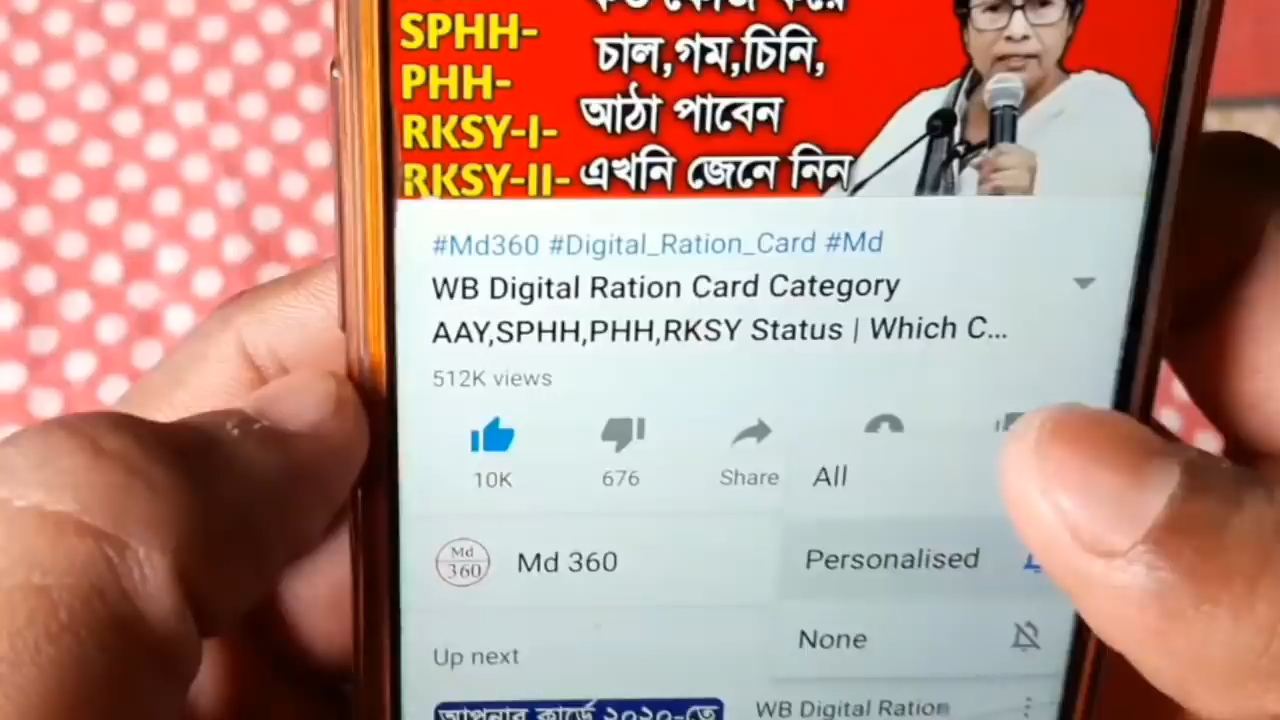 SPHH-
PHH-
RKSY-I-
RKSY-II-
চাল,গম,চিনি,
আঠা পাবেন
এখনি জেনে নিন
#Md360 #Digital_Ration_Card #Md
WB Digital Ration Card Category
AAY,SPHH,PHH,RKSY Status | Which C...
512K views
10K
676
Share
All
Md
360
Md 360
Personalised
None
Up next
আপনার কার্ডে ২০২০-তে
WB Digital Ration